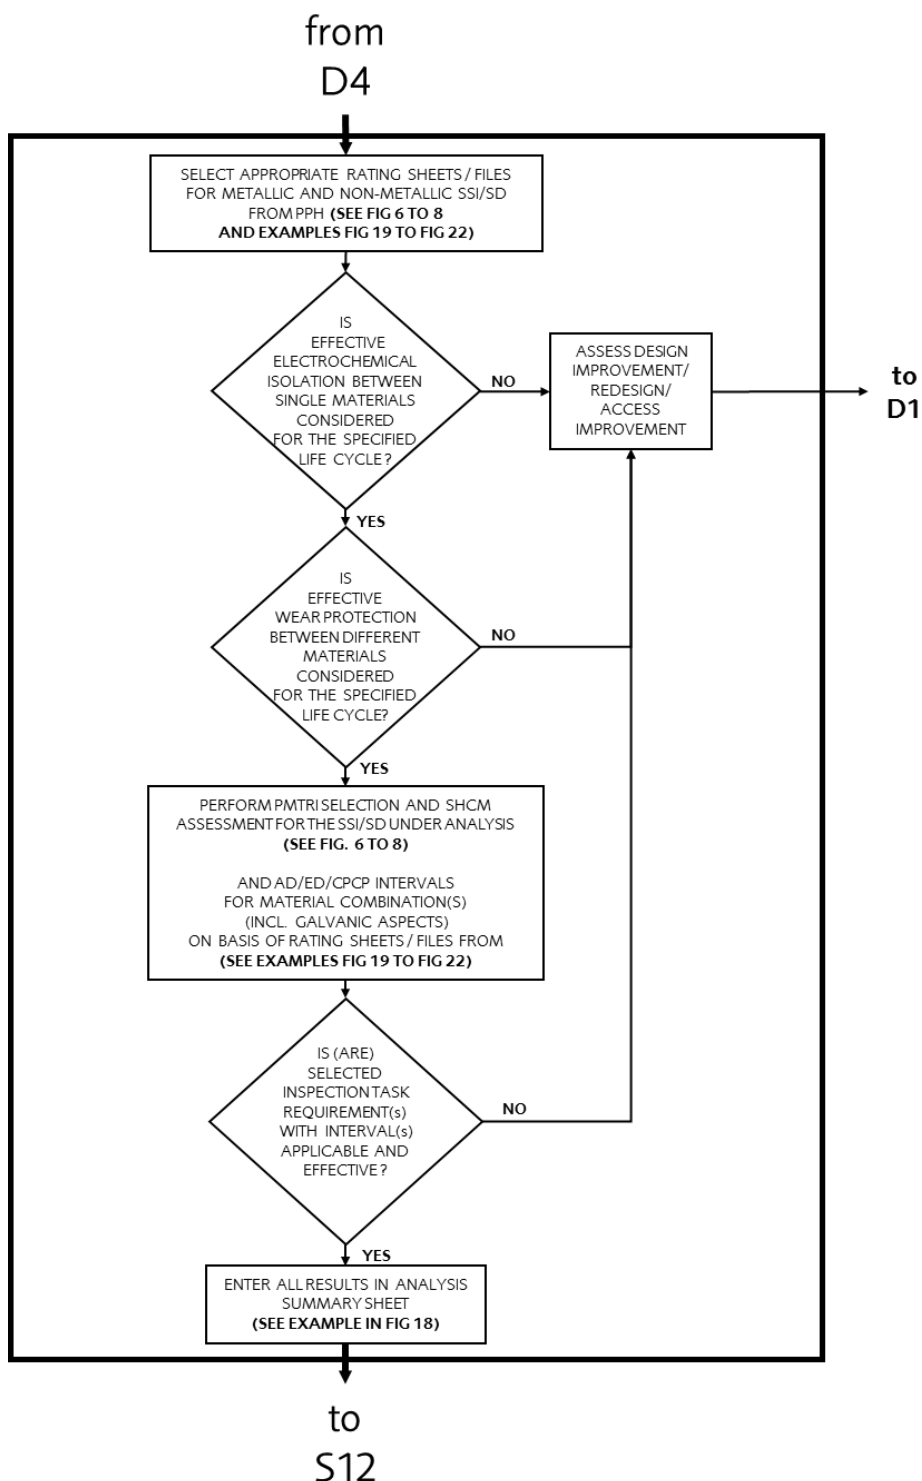 from
D4
SELECT APPROPRIATE RATING SHEETS / FILES
FOR METALLIC AND NON-METALLIC SSI/SD
FROM PPH (SEE FIG 6 TO 8
AND EXAMPLES FIG 19 TO FIG 22)
IS
EFFECTIVE
ELECTROCHEMICAL
ISOLATION BETWEEN
SINGLE MATERIALS
CONSIDERED
FOR THE SPECIFIED
LIFE CYCLE?
NO
ASSESS DESIGN
IMPROVEMENT/
REDESIGN/
ACCESS
IMPROVEMENT
to
D1
YES
IS
EFFECTIVE
WEAR PROTECTION
BETWEEN DIFFERENT
MATERIALS
CONSIDERED
FOR THE SPECIFIED
LIFE CYCLE?
NO
YES
PERFORM PMTRI SELECTION AND SHCM
ASSESSMENT FOR THE SSI/SD UNDER ANALYSIS
(SEE FIG. 6 TO 8)
AND AD/ED/CPCP INTERVALS
FOR MATERIAL COMBINATION(S)
(INCL. GALVANIC ASPECTS)
ON BASIS OF RATING SHEETS / FILES FROM
(SEE EXAMPLES FIG 19 TO FIG 22)
IS (ARE)
SELECTED
INSPECTION TASK
REQUIREMENT(s)
WITH INTERVAL(s)
APPLICABLE AND
EFFECTIVE?
NO
YES
ENTER ALL RESULTS IN ANALYSIS
SUMMARY SHEET
(SEE EXAMPLE IN FIG 18)
to
S12